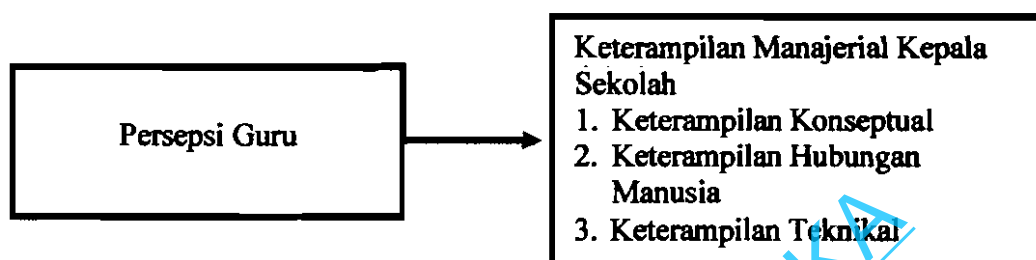 Persepsi Guru
Keterampilan Manajerial Kepala
Sekolah
1. Keterampilan Konseptual
2. Keterampilan Hubungan
Manusia
3. Keterampilan Teknikal